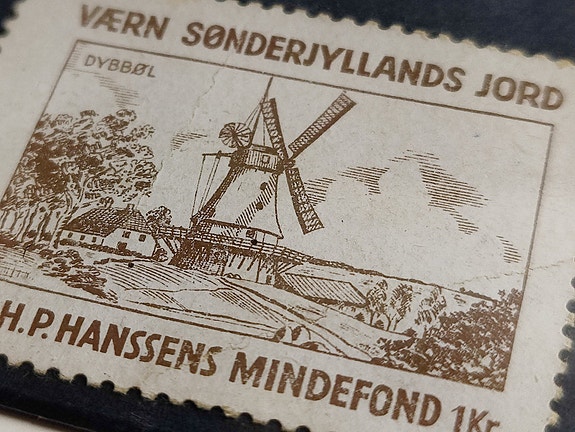 VÆRN SØNDERJYLLANDS JORD
DYBBØL
H.P. HANSSENS MINDEFOND 1Kr